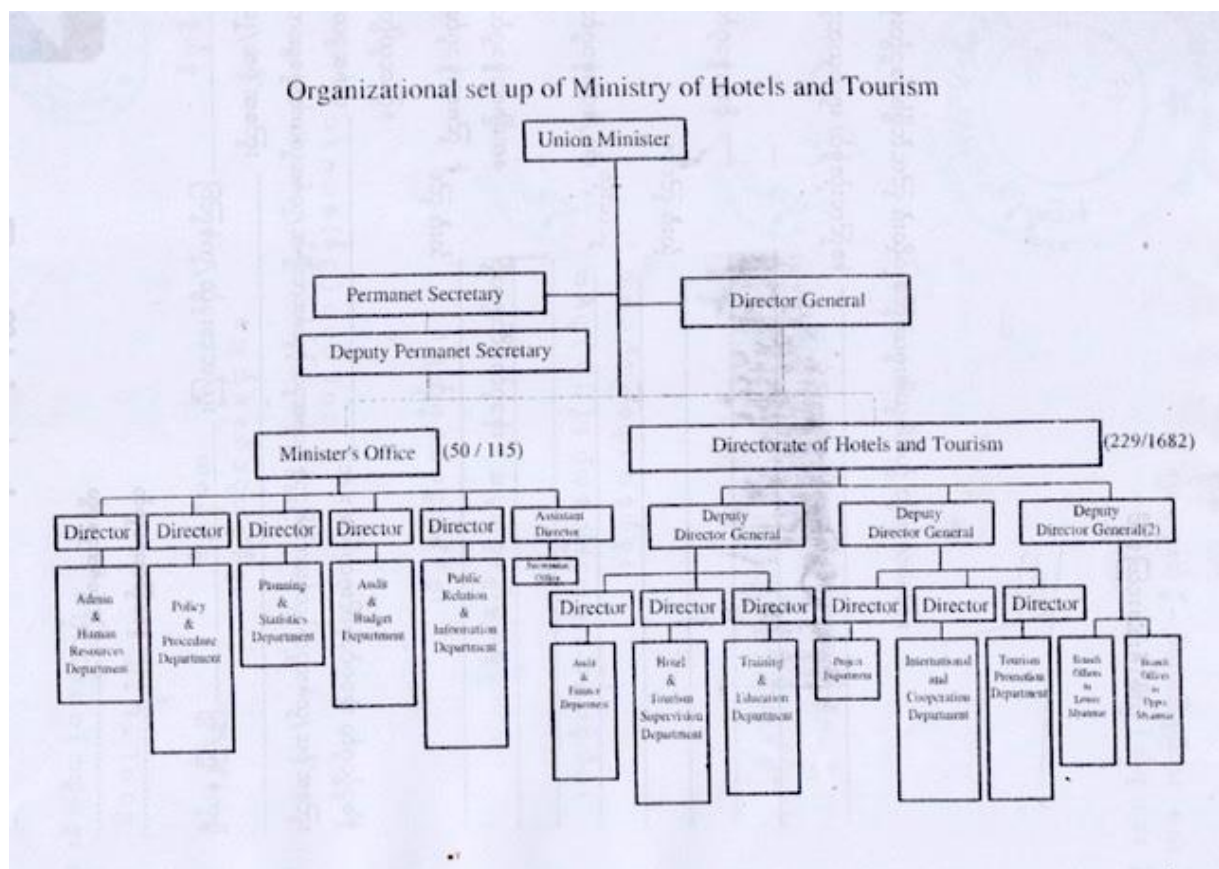 Organizational set up of Ministry of Hotels and Tourism
Union Minister
Permanet Secretary
Director General
Deputy Permanet Secretary
Minister's Office
(50 / 115)
Directorate of Hotels and Tourism
(229/1682)
Director
Director
Director
Director
Director
Assistant
Director
Deputy
Director General
Deputy
Director General
Deputy
Director General(2)
Office
Admin
&
Human
Resources
Department
Policy
&
Procedure
Department
Planning
&
Statistics
Department
Audit
&
Budget
Department
Public
Relation
&
Information
Department
Director
Director
Director
Director
Director
Director
Audit
&
Finance
Department
Hotel
&
Tourism
Supervision
Department
Training
&
Education
Department
Project
Department
International
and
Cooperation
Department
Tourism
Promotion
Department
Branch
Offices
in
Lower
Myanmar
Branch
Offices
in
Myanmar